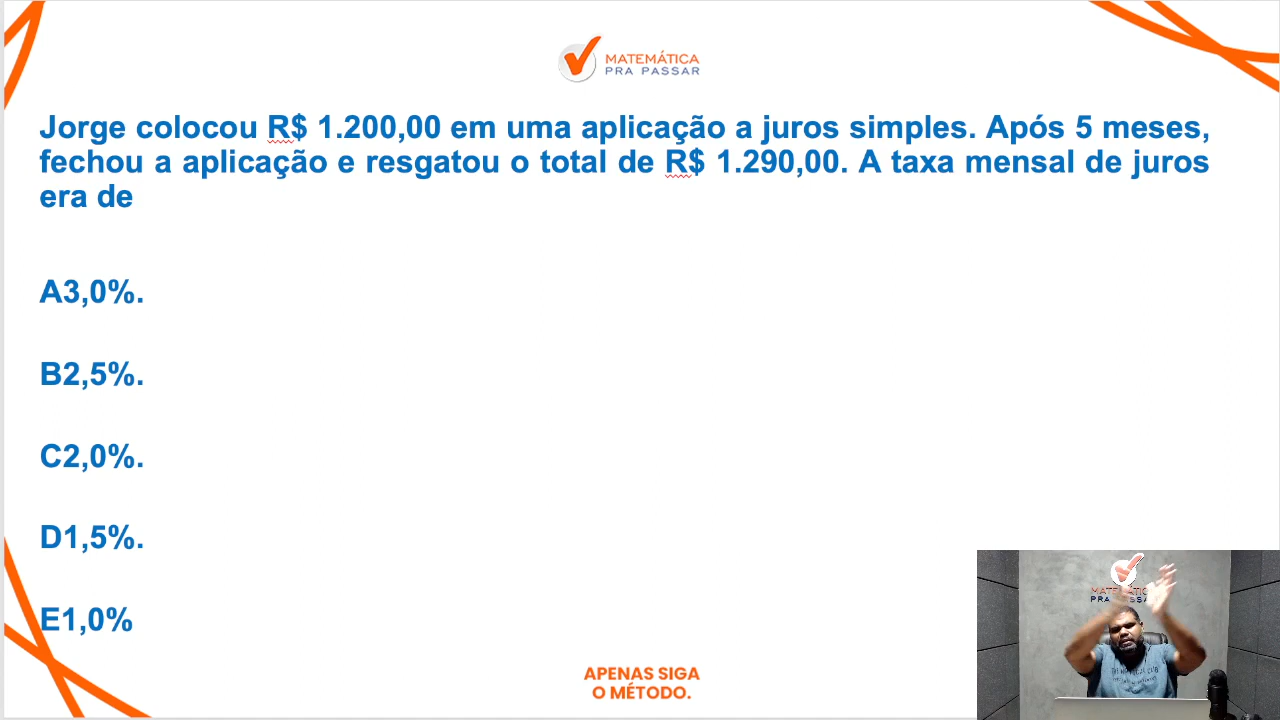 MATEMÁTICA
PRA PASSAR
Jorge colocou R$ 1.200,00 em uma aplicação a juros simples. Após 5 meses,
fechou a aplicação e resgatou o total de R$ 1.290,00. A taxa mensal de juros
era de
A3,0%.
B2,5%.
C2,0%.
D1,5%.
E1,0%
APENAS SIGA
O MÉTODO.